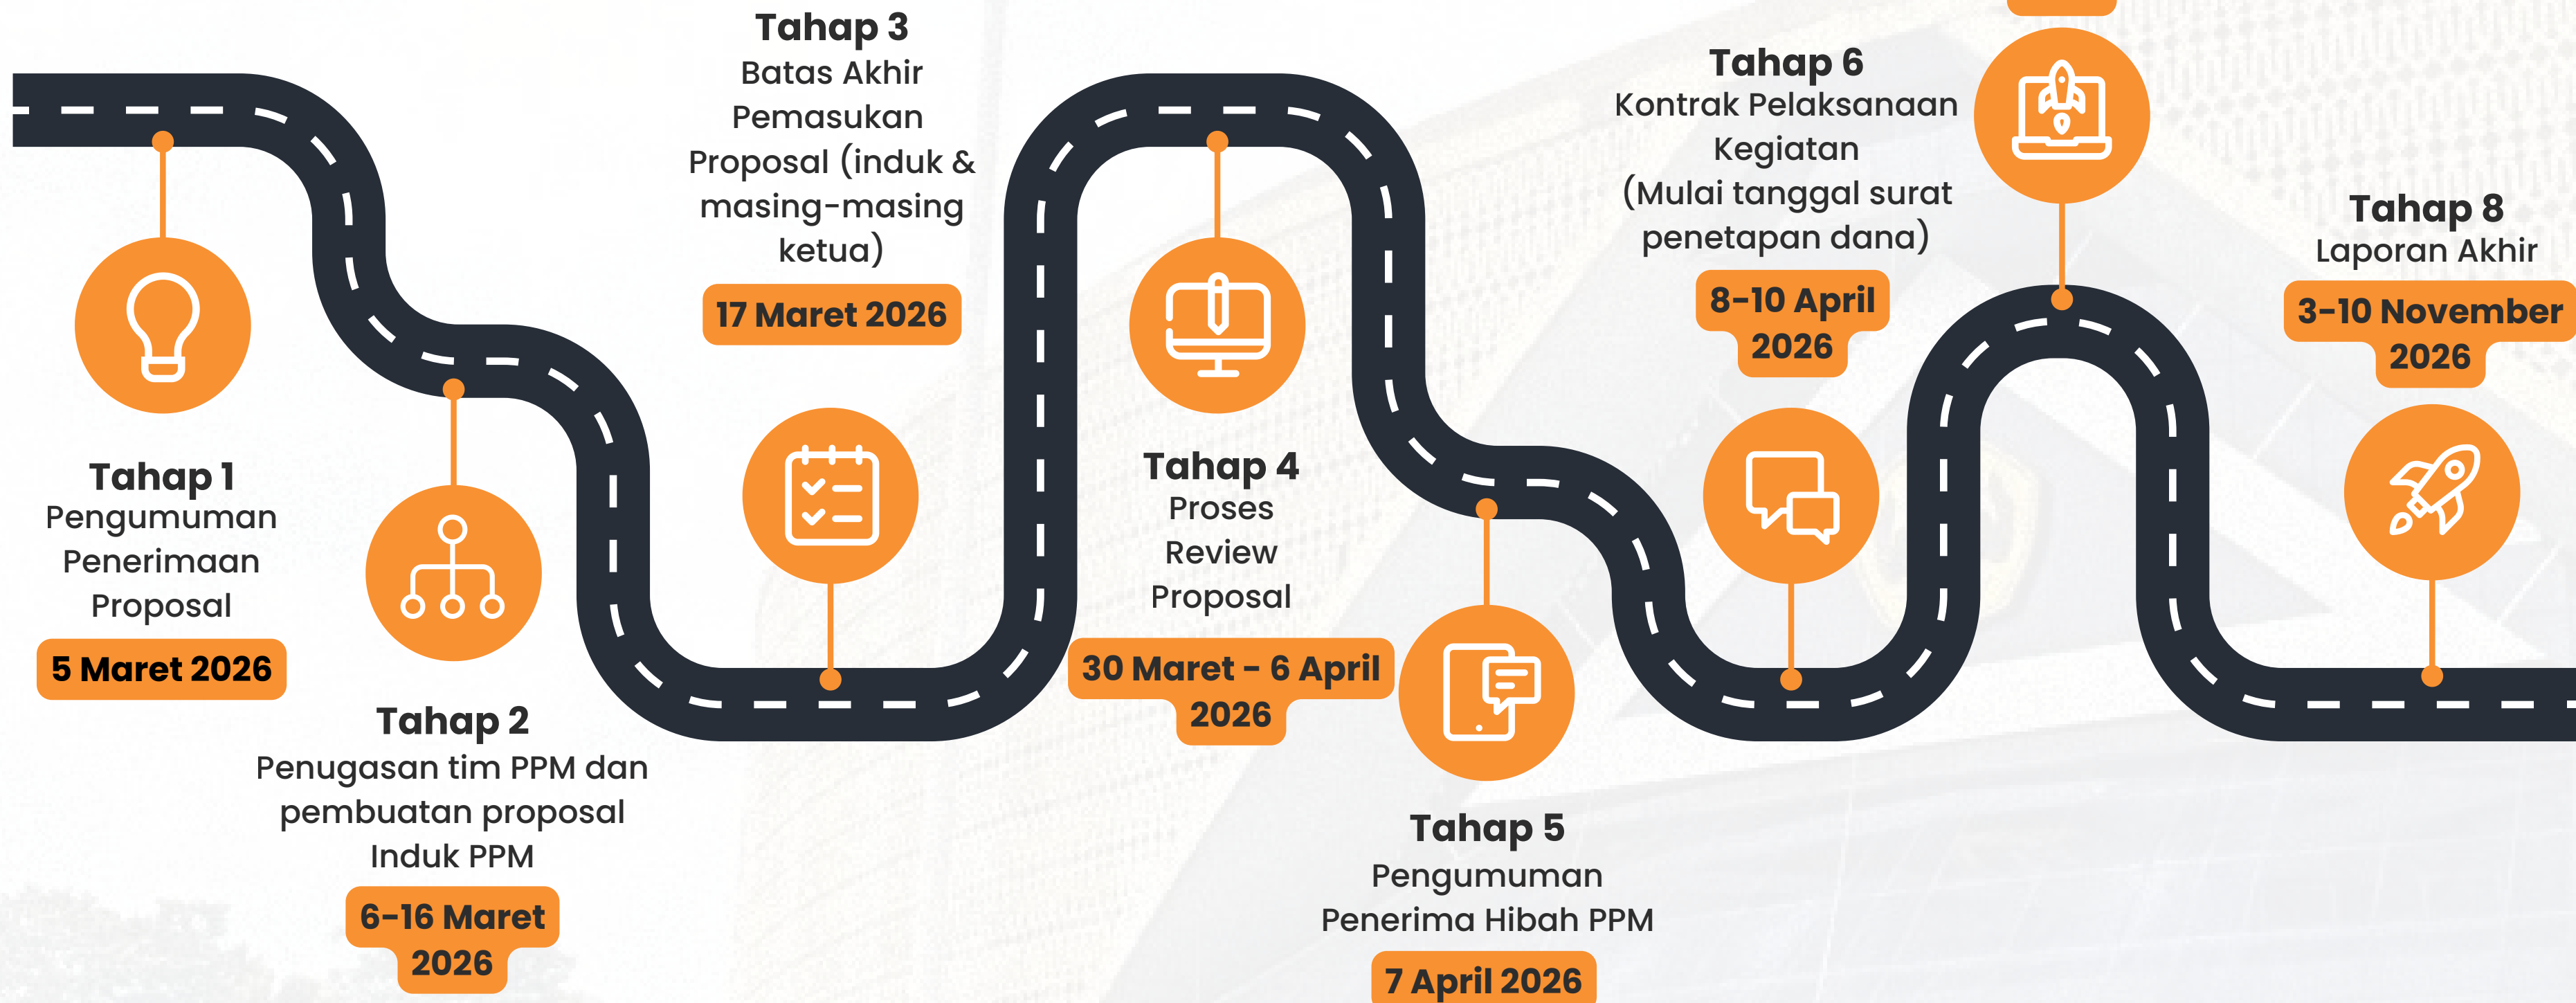 Tahap 1
Pengumuman
Penerimaan
Proposal
5 Maret 2026
Tahap 2
Penugasan tim PPM dan
pembuatan proposal
Induk PPM
6-16 Maret
2026
Tahap 3
Batas Akhir
Pemasukan
Proposal (induk &
masing-masing
ketua)
17 Maret 2026
Tahap 4
Proses
Review
Proposal
30 Maret - 6 April
2026
Tahap 5
Pengumuman
Penerima Hibah PPM
7 April 2026
Tahap 6
Kontrak Pelaksanaan
Kegiatan
(Mulai tanggal surat
penetapan dana)
8-10 April
2026
Tahap 8
Laporan Akhir
3-10 November
2026